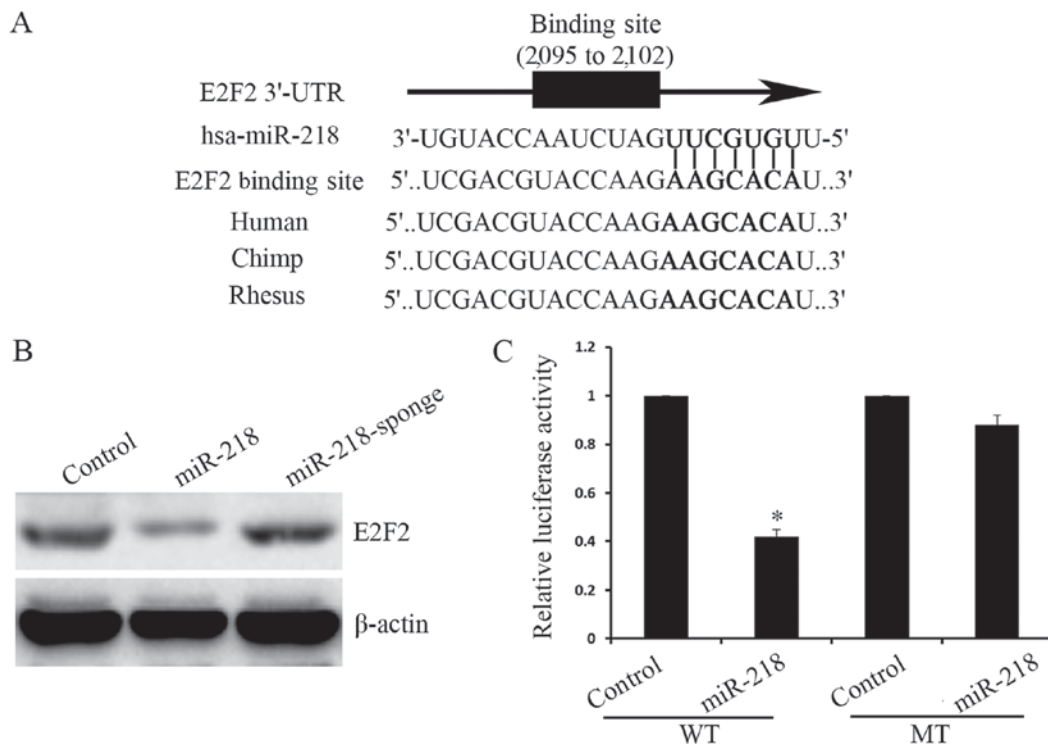 A
Binding site
(2,095 to 2,102)
E2F2 3'-UTR
hsa-miR-218 3'-UGUACCAAUCUAGUUCGUGUU-5'
E2F2 binding site 5'..UCGACGUACCAAGAAGCACAU..3'
Human 5'..UCGACGUACCAAGAAGCACAU..3'
Chimp 5'..UCGACGUACCAAGAAGCACAU..3'
Rhesus 5'..UCGACGUACCAAGAAGCACAU..3'
B
Control miR-218 miR-218-sponge
E2F2
β-actin
C
Relative luciferase activity
1.2
1
0.8
0.6
0.4
0.2
0
*
Control miR-218 Control miR-218
WT MT